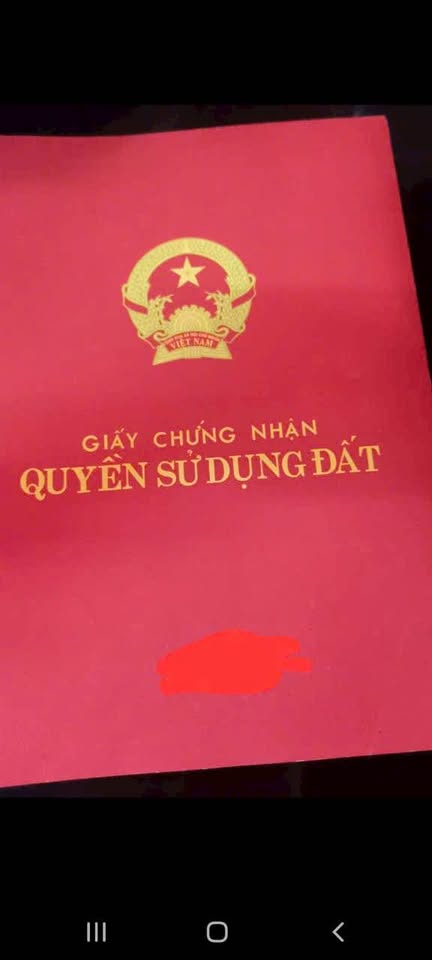 VIỆT NAM
GIẤY CHỨNG NHẬN
QUYỀN SỬ DỤNG ĐẤT